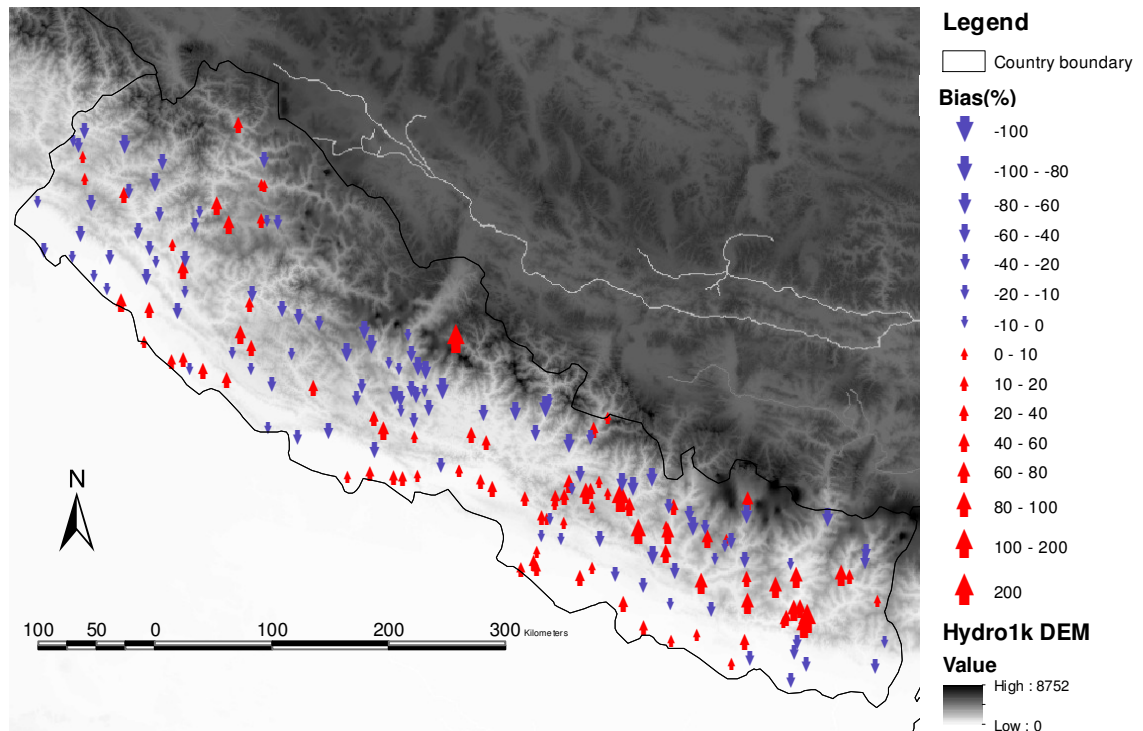 Legend
Country boundary
Bias(%)
-100
-100 - -80
-80 - -60
-60 - -40
-40 - -20
-20 - -10
-10 - 0
0 - 10
10 - 20
20 - 40
40 - 60
60 - 80
80 - 100
100 - 200
200
Hydro1k DEM
Value
High : 8752
Low : 0
N
100 50 0 100 200 300 Kilometers